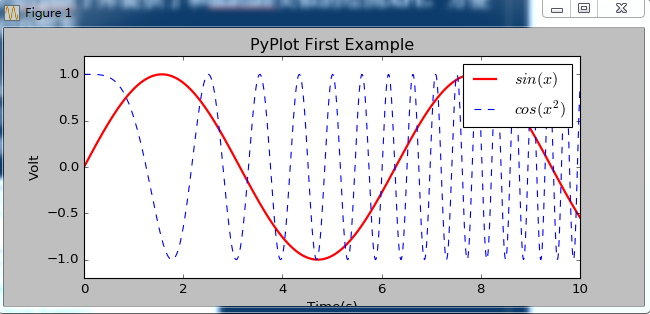 Figure 1
PyPlot First Example
sin(x)
cos(x²)
Volt
1.0
0.5
0.0
−0.5
−1.0
0 2 4 6 8 10
Time(s)